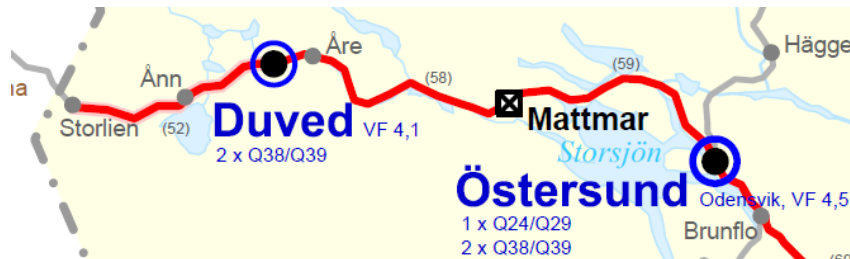 Åre
Hägge
(59)
(58)
Ånn
na
Storlien
(52)
Duved VF 4,1
2 x Q38/Q39
Mattmar
Storsjön
Östersund Odensvik, VF 4,5
1 x Q24/Q29
2 x Q38/Q39
Brunflo